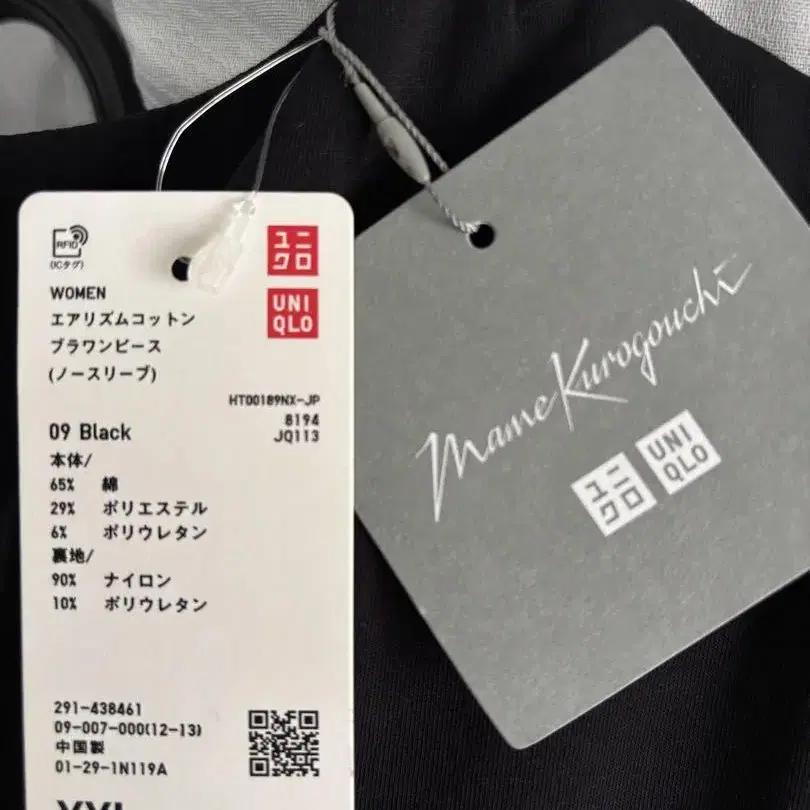 RFID
(ICタグ)
ユニ
クロ
UNI
QLO
WOMEN
エアリズムコットン
ブラワンピース
(ノースリーブ)
HT00189NX-JP
8194
JQ113
09 Black
本体/
65% 綿
29% ポリエステル
6% ポリウレタン
裏地/
90% ナイロン
10% ポリウレタン
291-438461
09-007-000(12-13)
中国製
01-29-1N119A
XXL
Mame Kurogouchi
ユニ
クロ
UNI
QLO